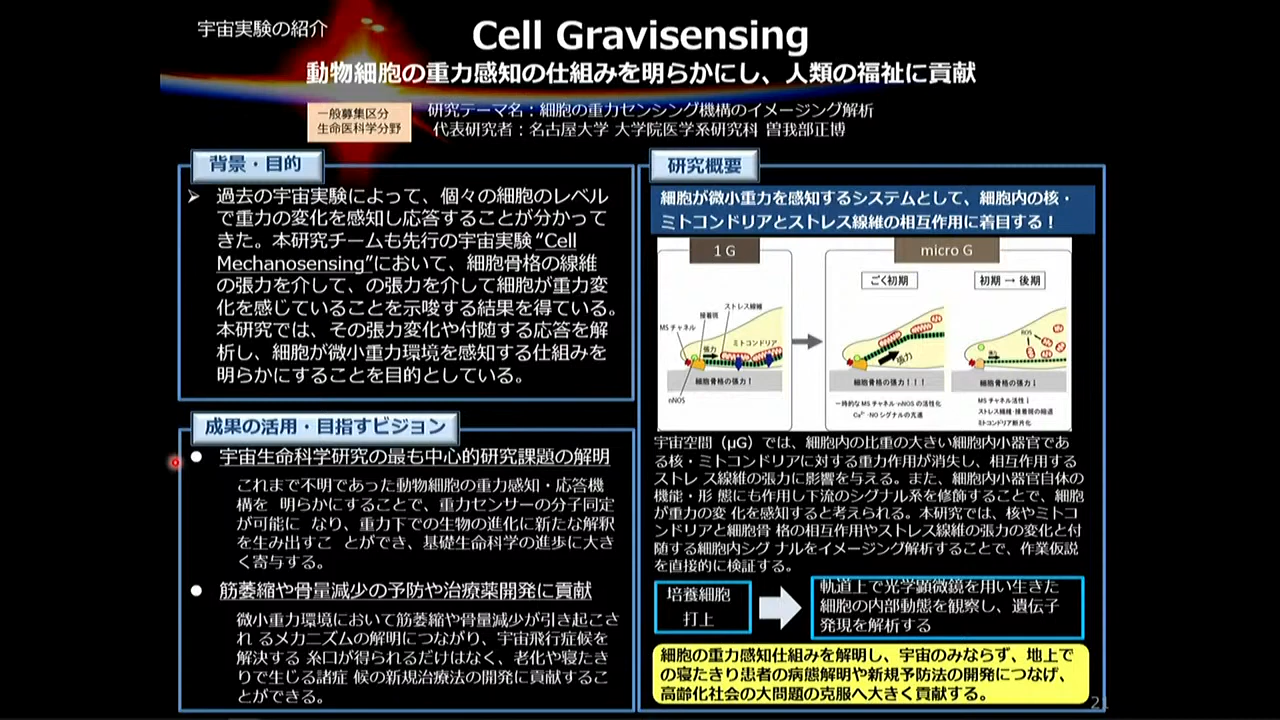 宇宙実験の紹介
Cell Gravisensing
動物細胞の重力感知の仕組みを明らかにし、人類の福祉に貢献
一般募集区分
生命医科学分野
研究テーマ名：細胞の重力センシング機構のイメージング解析
代表研究者：名古屋大学 大学院医学系研究科 曽我部正博
背景・目的
➢ 過去の宇宙実験によって、個々の細胞のレベル
で重力の変化を感知し応答することが分かって
きた。本研究チームも先行の宇宙実験“Cell
Mechanosensing”において、細胞骨格の線維
の張力を介して、の張力を介して細胞が重力変
化を感じていることを示唆する結果を得ている。
本研究では、その張力変化や付随する応答を解
析し、細胞が微小重力環境を感知する仕組みを
明らかにすることを目的としている。
成果の活用・目指すビジョン
● 宇宙生命科学研究の最も中心的研究課題の解明
これまで不明であった動物細胞の重力感知・応答機
構を 明らかにすることで、重力センサーの分子同定
が可能に なり、重力下での生物の進化に新たな解釈
を生み出すこ とができ、基礎生命科学の進歩に大き
く寄与する。
● 筋萎縮や骨量減少の予防や治療薬開発に貢献
微小重力環境において筋萎縮や骨量減少が引き起こさ
れ るメカニズムの解明につながり、宇宙飛行症候を
解決する 糸口が得られるだけはなく、老化や寝たき
りで生じる諸症 候の新規治療法の開発に貢献するこ
とができる。
研究概要
細胞が微小重力を感知するシステムとして、細胞内の核・
ミトコンドリアとストレス線維の相互作用に着目する！
1 G
micro G
ごく初期
初期 → 後期
ストレス線維
接着斑
MS チャネル
ミトコンドリア
張力
細胞骨格の張力！
nNOS
張力
細胞骨格の張力↑↑↑
一時的な MS チャネル・nNOS の活性化
Ca²⁺・NO シグナルの亢進
ROS
張力
細胞骨格の張力↓
MS チャネル活性↓
ストレス線維・接着斑の縮退
ミトコンドリア断片化
宇宙空間（μG）では、細胞内の比重の大きい細胞内小器官であ
る核・ミトコンドリアに対する重力作用が消失し、相互作用する
ストレ ス線維の張力に影響を与える。また、細胞小器官自体の
機能・形 態にも作用し下流のシグナル系を修飾することで、細胞
が重力の変 化を感知すると考えられる。本研究では、核やミトコ
ンドリアと細胞骨 格の相互作用やストレス線維の張力の変化と付
随する細胞内シグ ナルをイメージング解析することで、作業仮説
を直接的に検証する。
培養細胞
打上
軌道上で光学顕微鏡を用い生きた
細胞の内部動態を観察し、遺伝子
発現を解析する
細胞の重力感知仕組みを解明し、宇宙のみならず、地上で
の寝たきり患者の病態解明や新規予防法の開発につなげ、
高齢化社会の大問題の克服へ大きく貢献する。